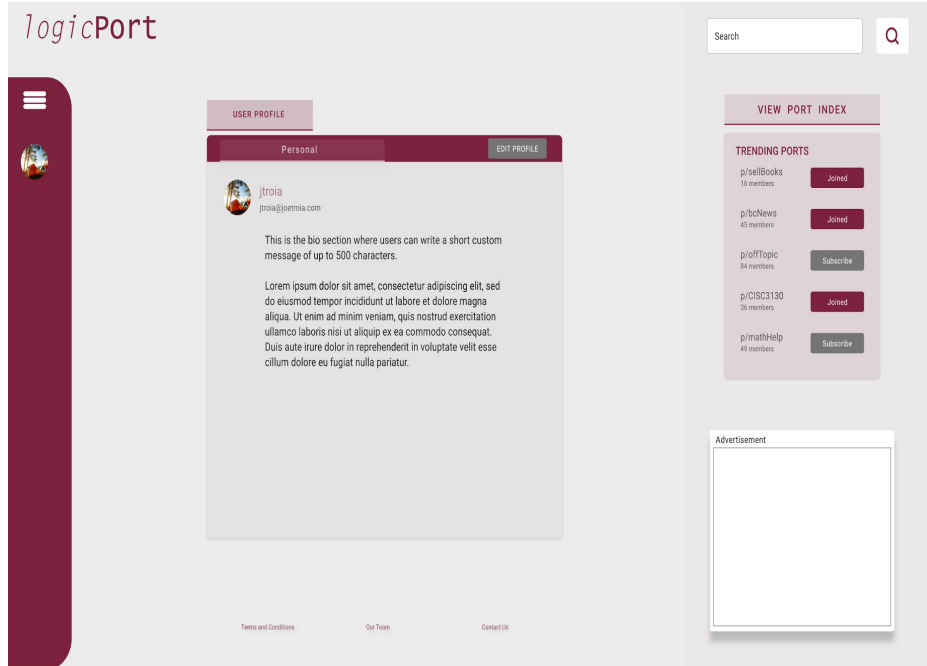 logicPort
Search
USER PROFILE
Personal
EDIT PROFILE
jtroia
jtroia@joetroia.com
This is the bio section where users can write a short custom
message of up to 500 characters.
Lorem ipsum dolor sit amet, consectetur adipiscing elit, sed
do eiusmod tempor incididunt ut labore et dolore magna
aliqua. Ut enim ad minim veniam, quis nostrud exercitation
ullamco laboris nisi ut aliquip ex ea commodo consequat.
Duis aute irure dolor in reprehenderit in voluptate velit esse
cillum dolore eu fugiat nulla pariatur.
VIEW PORT INDEX
TRENDING PORTS
p/sellBooks
16 members
Joined
p/bcNews
45 members
Joined
p/offTopic
84 members
Subscribe
p/CISC3130
36 members
Joined
p/mathHelp
49 members
Subscribe
Advertisement
Terms and Conditions
Our Team
Contact Us